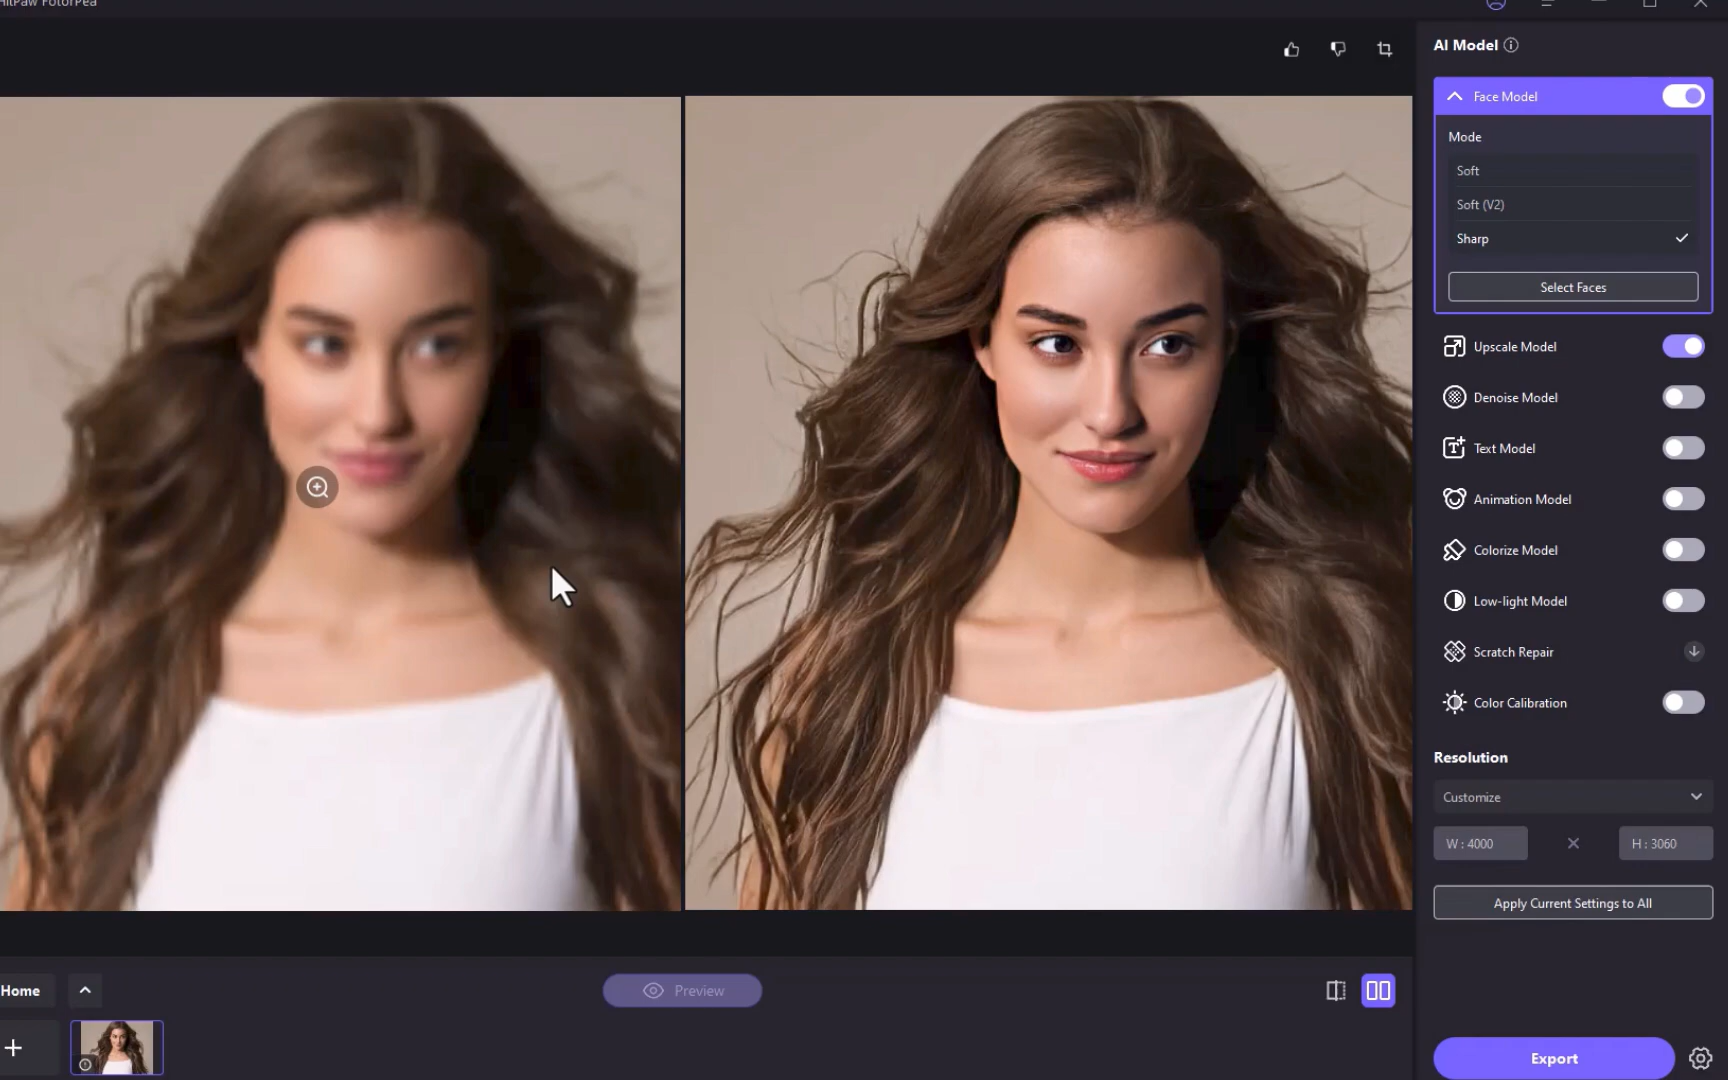 HitPaw FotorPea
AI Model
Face Model
Mode
Soft
Soft (V2)
Sharp
Select Faces
Upscale Model
Denoise Model
Text Model
Animation Model
Colorize Model
Low-light Model
Scratch Repair
Color Calibration
Resolution
Customize
W : 4000
H : 3060
Apply Current Settings to All
Home
Preview
Export